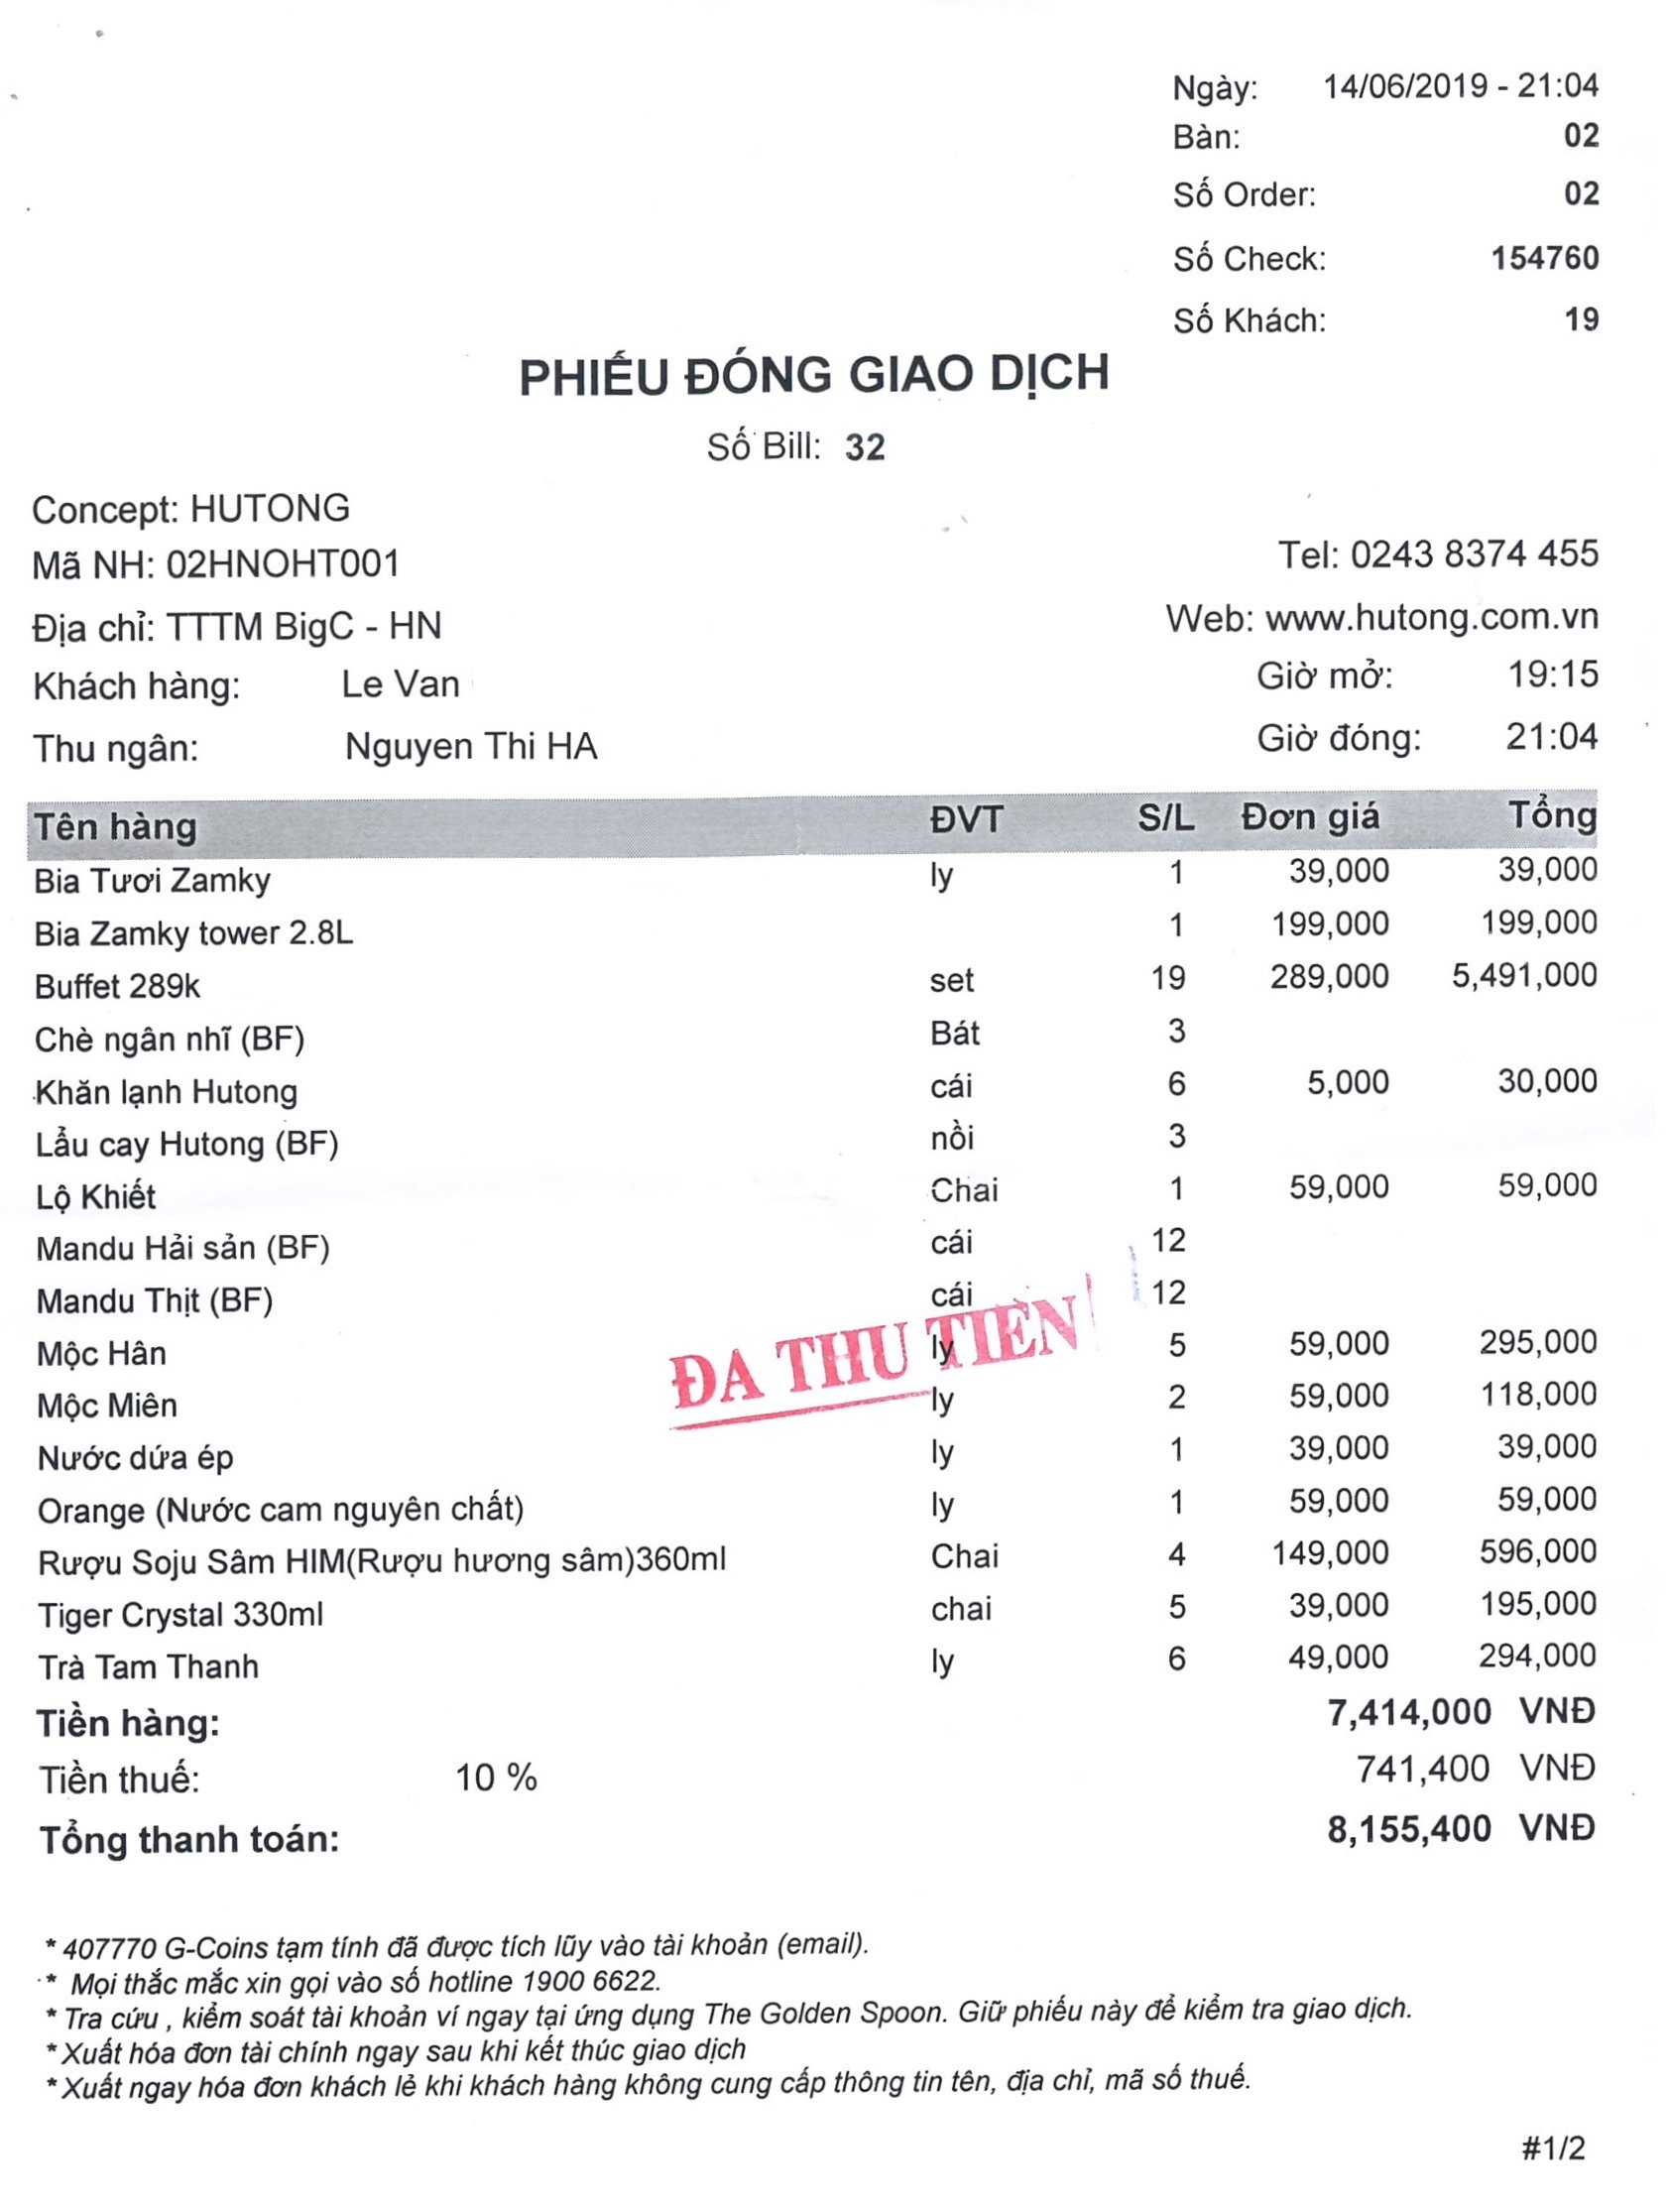 Ngày: 14/06/2019 - 21:04
Bàn: 02
Số Order: 02
Số Check: 154760
Số Khách: 19
PHIẾU ĐÓNG GIAO DỊCH
Số Bill: 32
Concept: HUTONG
Mã NH: 02HNOHT001 Tel: 0243 8374 455
Địa chỉ: TTTM BigC - HN Web: www.hutong.com.vn
Khách hàng: Le Van Giờ mở: 19:15
Thu ngân: Nguyen Thi HA Giờ đóng: 21:04
Tên hàng ĐVT S/L Đơn giá Tổng
Bia Tươi Zamky ly 1 39,000 39,000
Bia Zamky tower 2.8L 1 199,000 199,000
Buffet 289k set 19 289,000 5,491,000
Chè ngân nhĩ (BF) Bát 3
Khăn lạnh Hutong cái 6 5,000 30,000
Lẩu cay Hutong (BF) nồi 3
Lộ Khiết Chai 1 59,000 59,000
Mandu Hải sản (BF) cái 12
Mandu Thịt (BF) cái 12
ĐA THU TIỀN
Mộc Hân ly 5 59,000 295,000
Mộc Miên ly 2 59,000 118,000
Nước dứa ép ly 1 39,000 39,000
Orange (Nước cam nguyên chất) ly 1 59,000 59,000
Rượu Soju Sâm HIM(Rượu hương sâm)360ml Chai 4 149,000 596,000
Tiger Crystal 330ml chai 5 39,000 195,000
Trà Tam Thanh ly 6 49,000 294,000
Tiền hàng: 7,414,000 VNĐ
Tiền thuế: 10 % 741,400 VNĐ
Tổng thanh toán: 8,155,400 VNĐ
* 407770 G-Coins tạm tính đã được tích lũy vào tài khoản (email).
* Mọi thắc mắc xin gọi vào số hotline 1900 6622.
* Tra cứu , kiểm soát tài khoản ví ngay tại ứng dụng The Golden Spoon. Giữ phiếu này để kiểm tra giao dịch.
* Xuất hóa đơn tài chính ngay sau khi kết thúc giao dịch
* Xuất ngay hóa đơn khách lẻ khi khách hàng không cung cấp thông tin tên, địa chỉ, mã số thuế.
#1/2